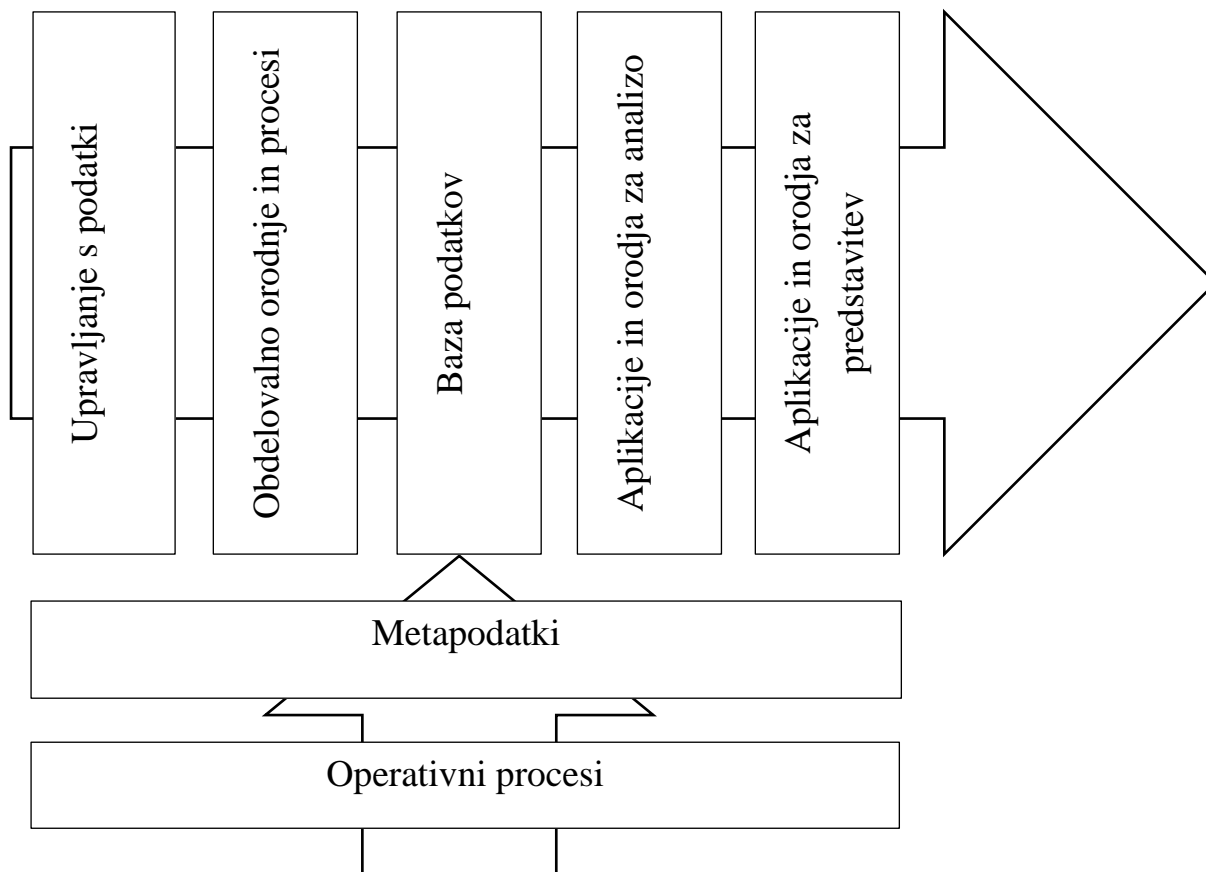 Upravljanje s podatki
Obdelovalno orodnje in procesi
Baza podatkov
Aplikacije in orodja za analizo
Aplikacije in orodja za
predstavitev
Metapodatki
Operativni procesi